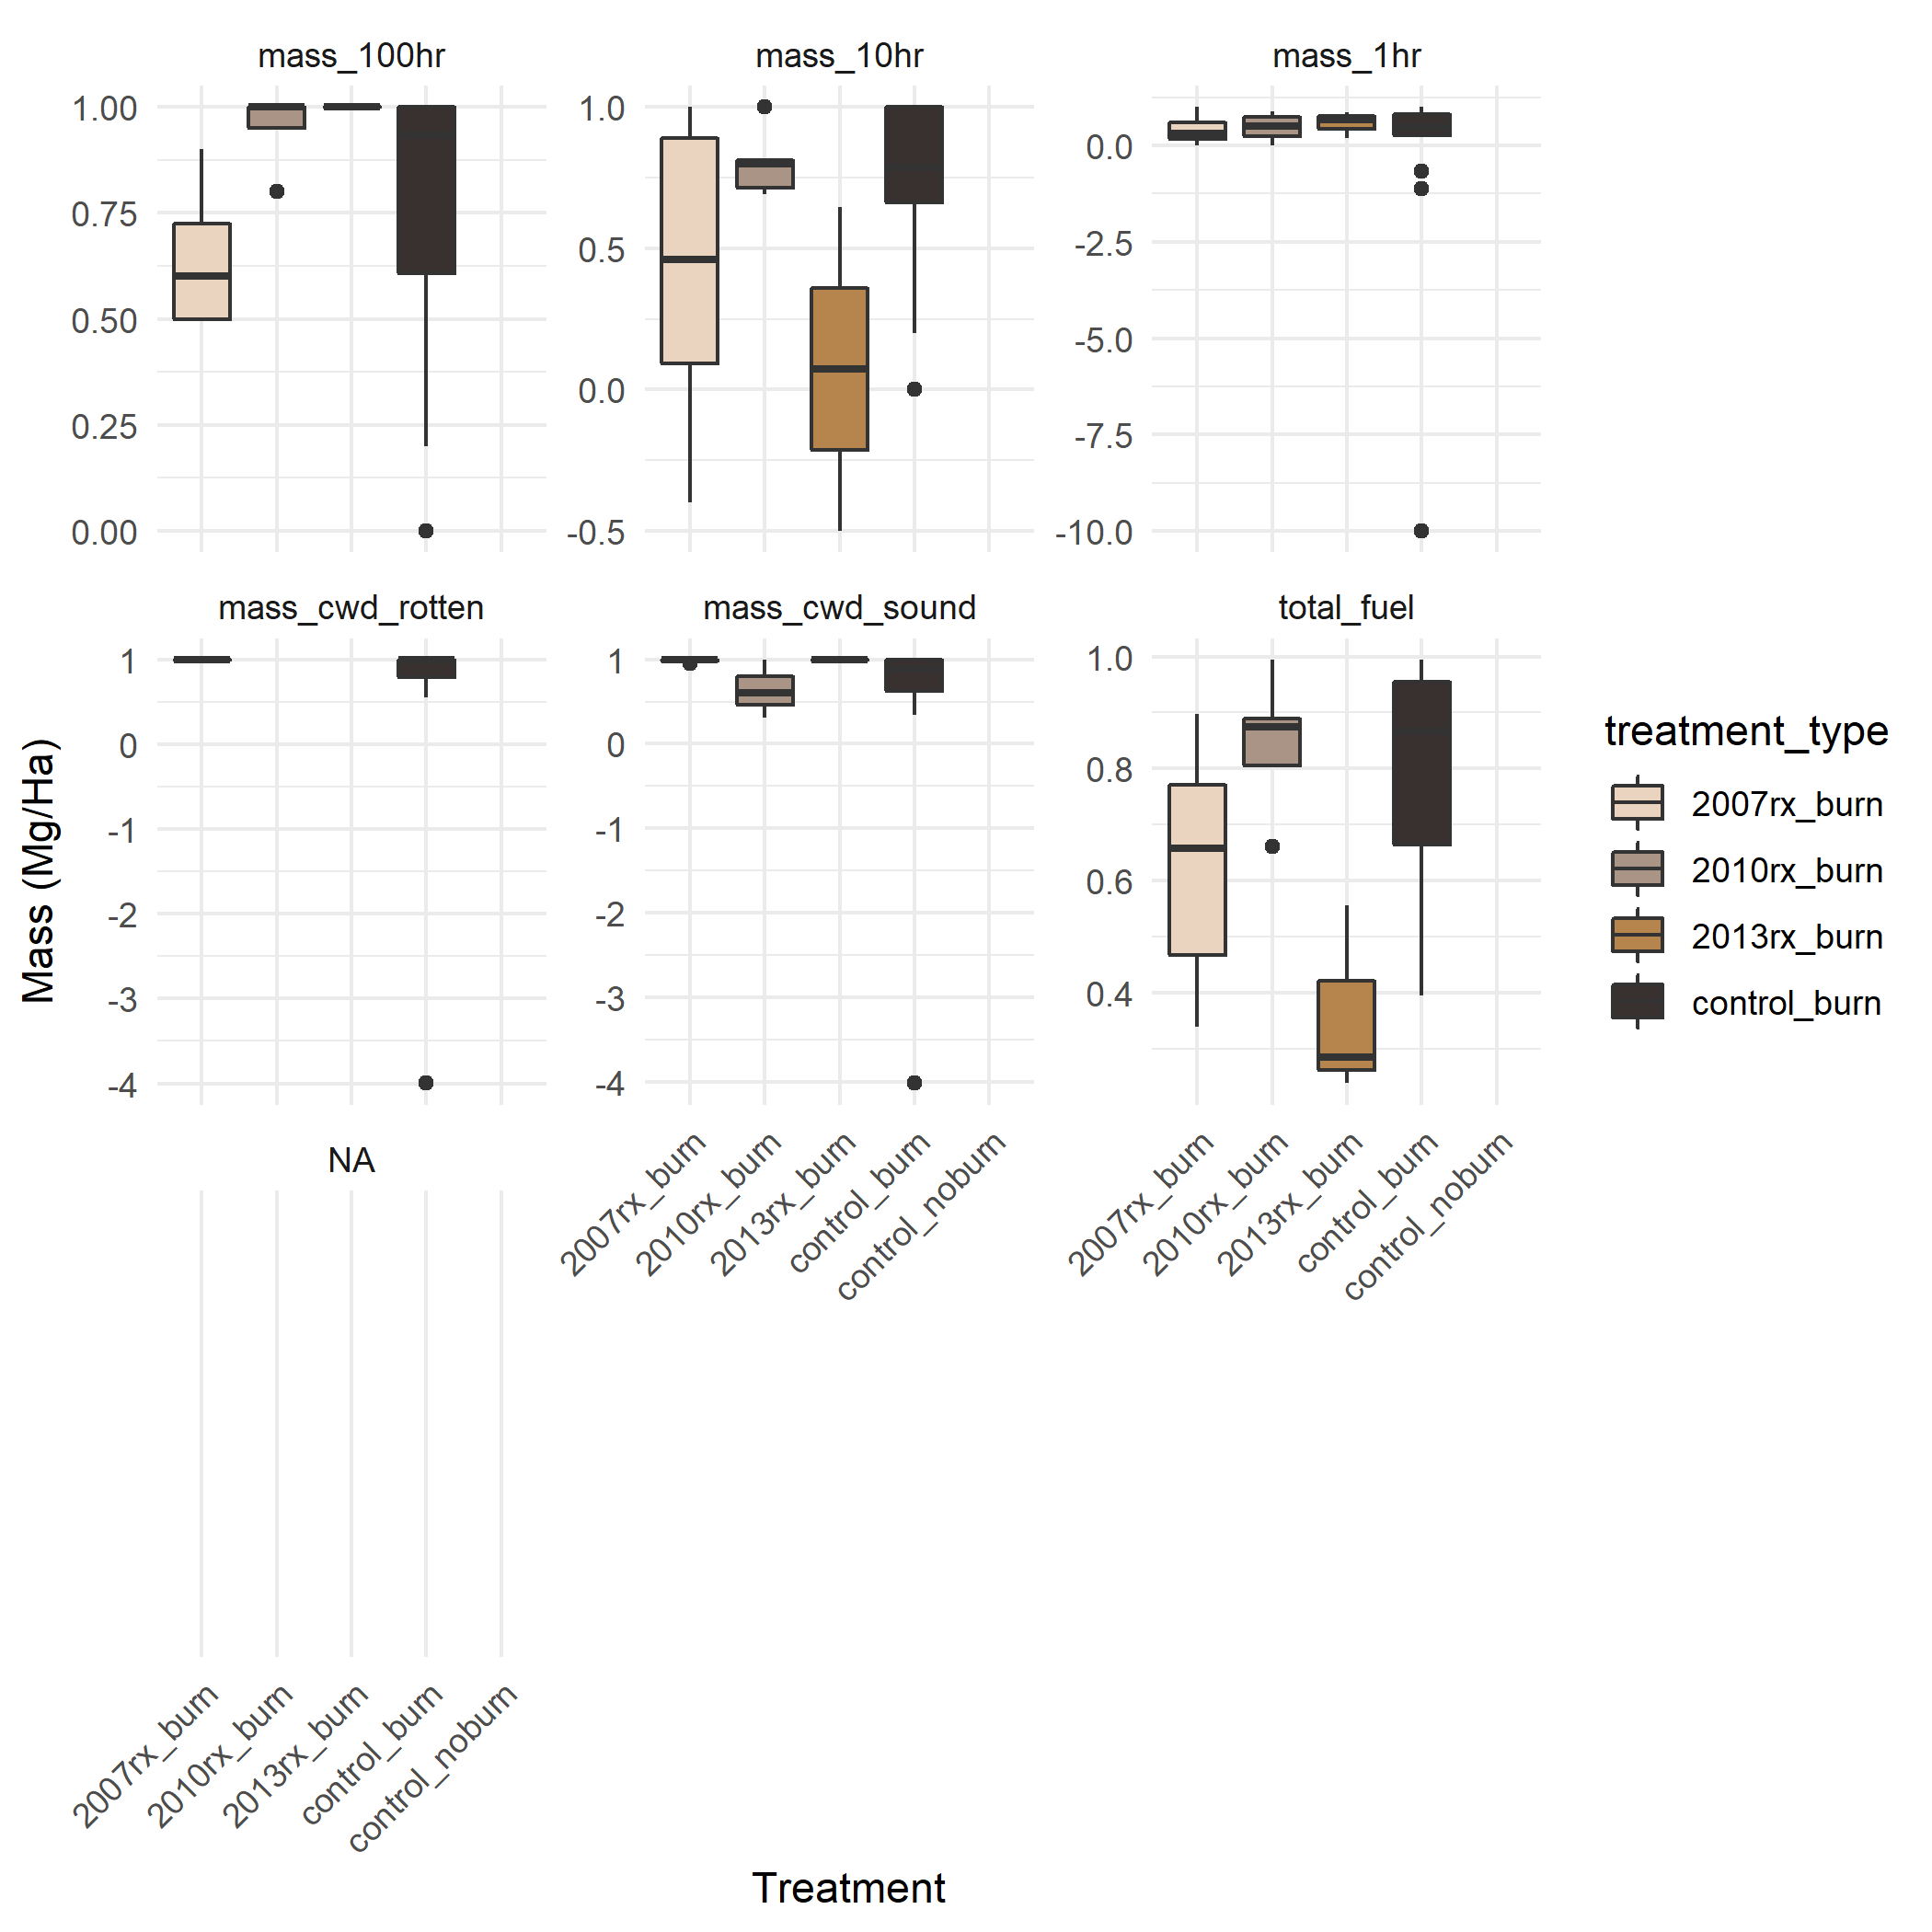 mass_100hr
mass_10hr
mass_1hr
1.00
0.75
0.50
0.25
0.00
1.0
0.5
0.0
-0.5
0.0
-2.5
-5.0
-7.5
-10.0
mass_cwd_rotten
mass_cwd_sound
total_fuel
1
0
-1
-2
-3
-4
1
0
-1
-2
-3
-4
1.0
0.8
0.6
0.4
2007rx_burn
2010rx_burn
2013rx_burn
control_burn
control_noburn
2007rx_burn
2010rx_burn
2013rx_burn
control_burn
control_noburn
NA
2007rx_burn
2010rx_burn
2013rx_burn
control_burn
control_noburn
Mass (Mg/Ha)
Treatment
treatment_type
2007rx_burn
2010rx_burn
2013rx_burn
control_burn